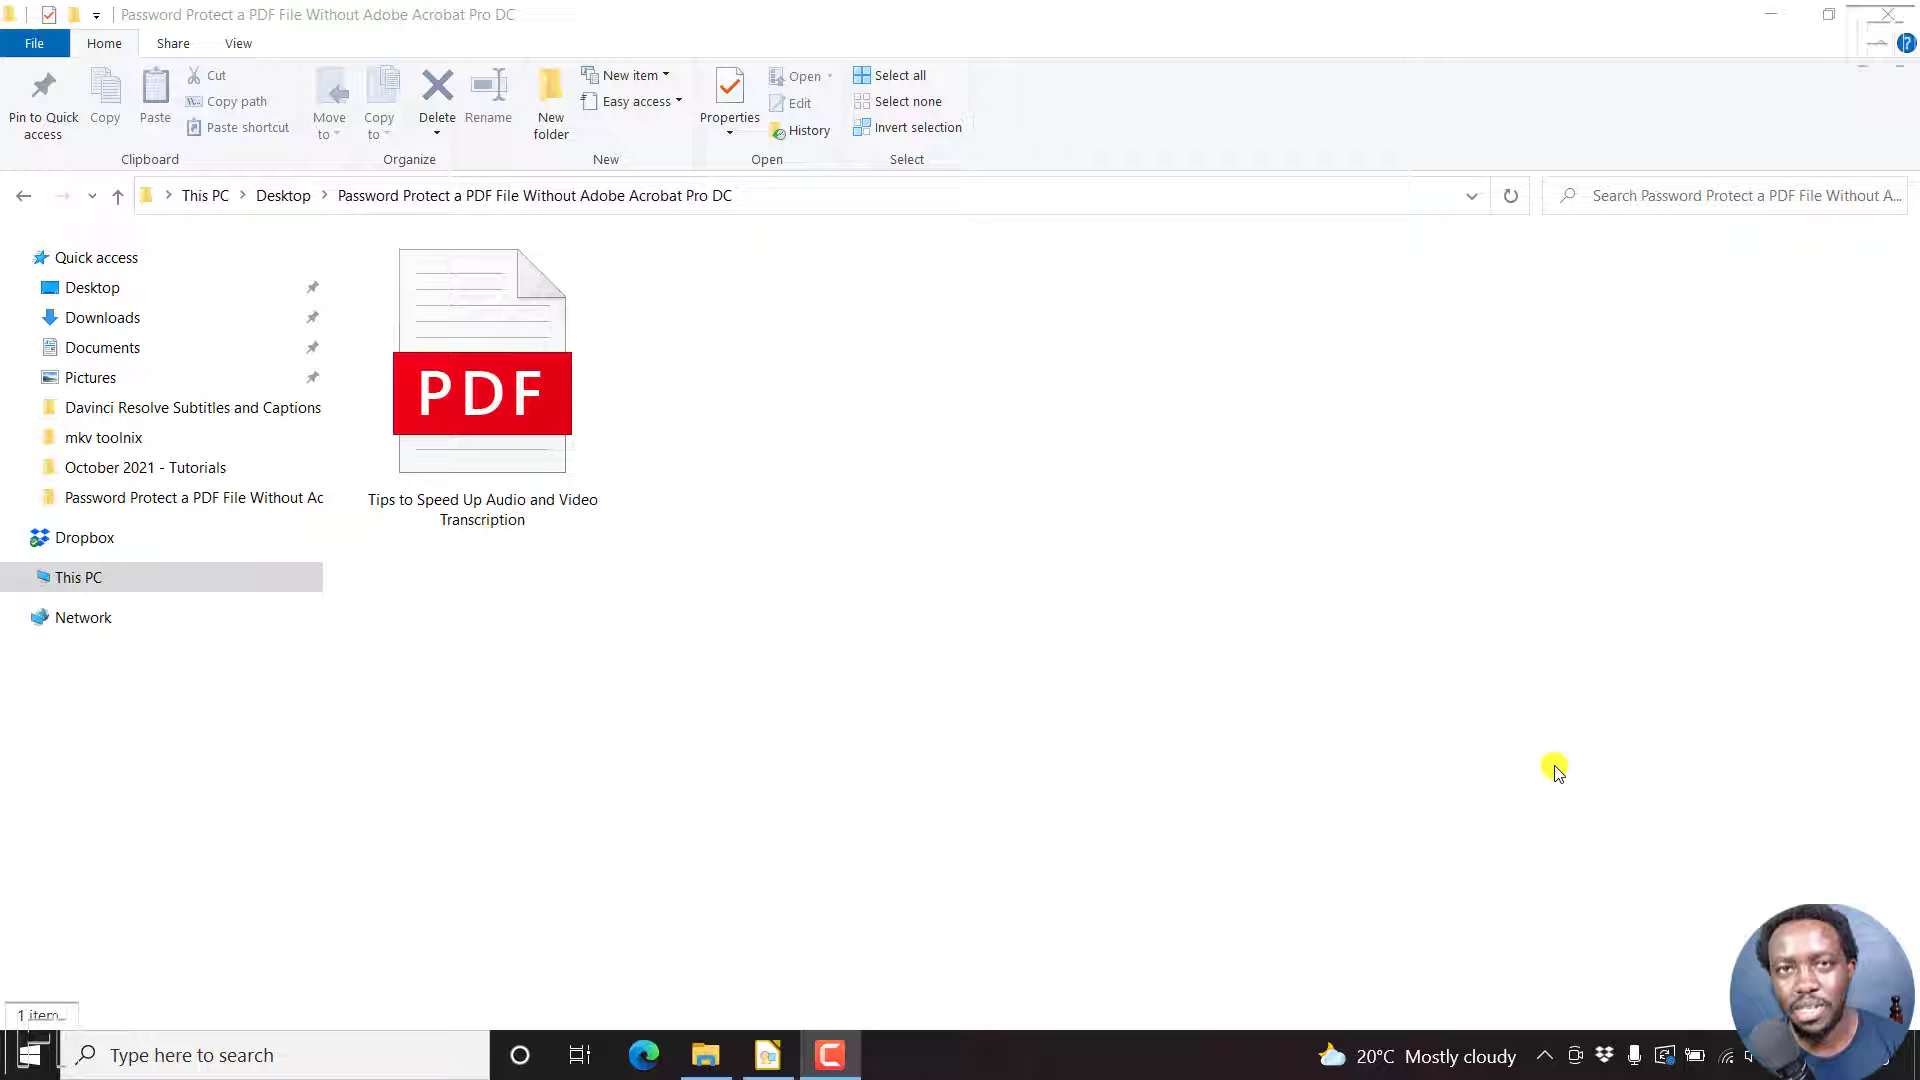 Password Protect a PDF File Without Adobe Acrobat Pro DC
File
Home
Share
View
Pin to Quick access
Copy
Paste
Cut
Copy path
Paste shortcut
Clipboard
Move to
Copy to
Delete
Rename
Organize
New folder
New item
Easy access
New
Properties
Open
Edit
History
Open
Select all
Select none
Invert selection
Select
This PC
Desktop
Password Protect a PDF File Without Adobe Acrobat Pro DC
Search Password Protect a PDF File Without A...
Quick access
Desktop
Downloads
Documents
Pictures
Davinci Resolve Subtitles and Captions
mkv toolnix
October 2021 - Tutorials
Password Protect a PDF File Without Ac
Dropbox
This PC
Network
PDF
Tips to Speed Up Audio and Video
Transcription
1 item
Type here to search
20°C Mostly cloudy